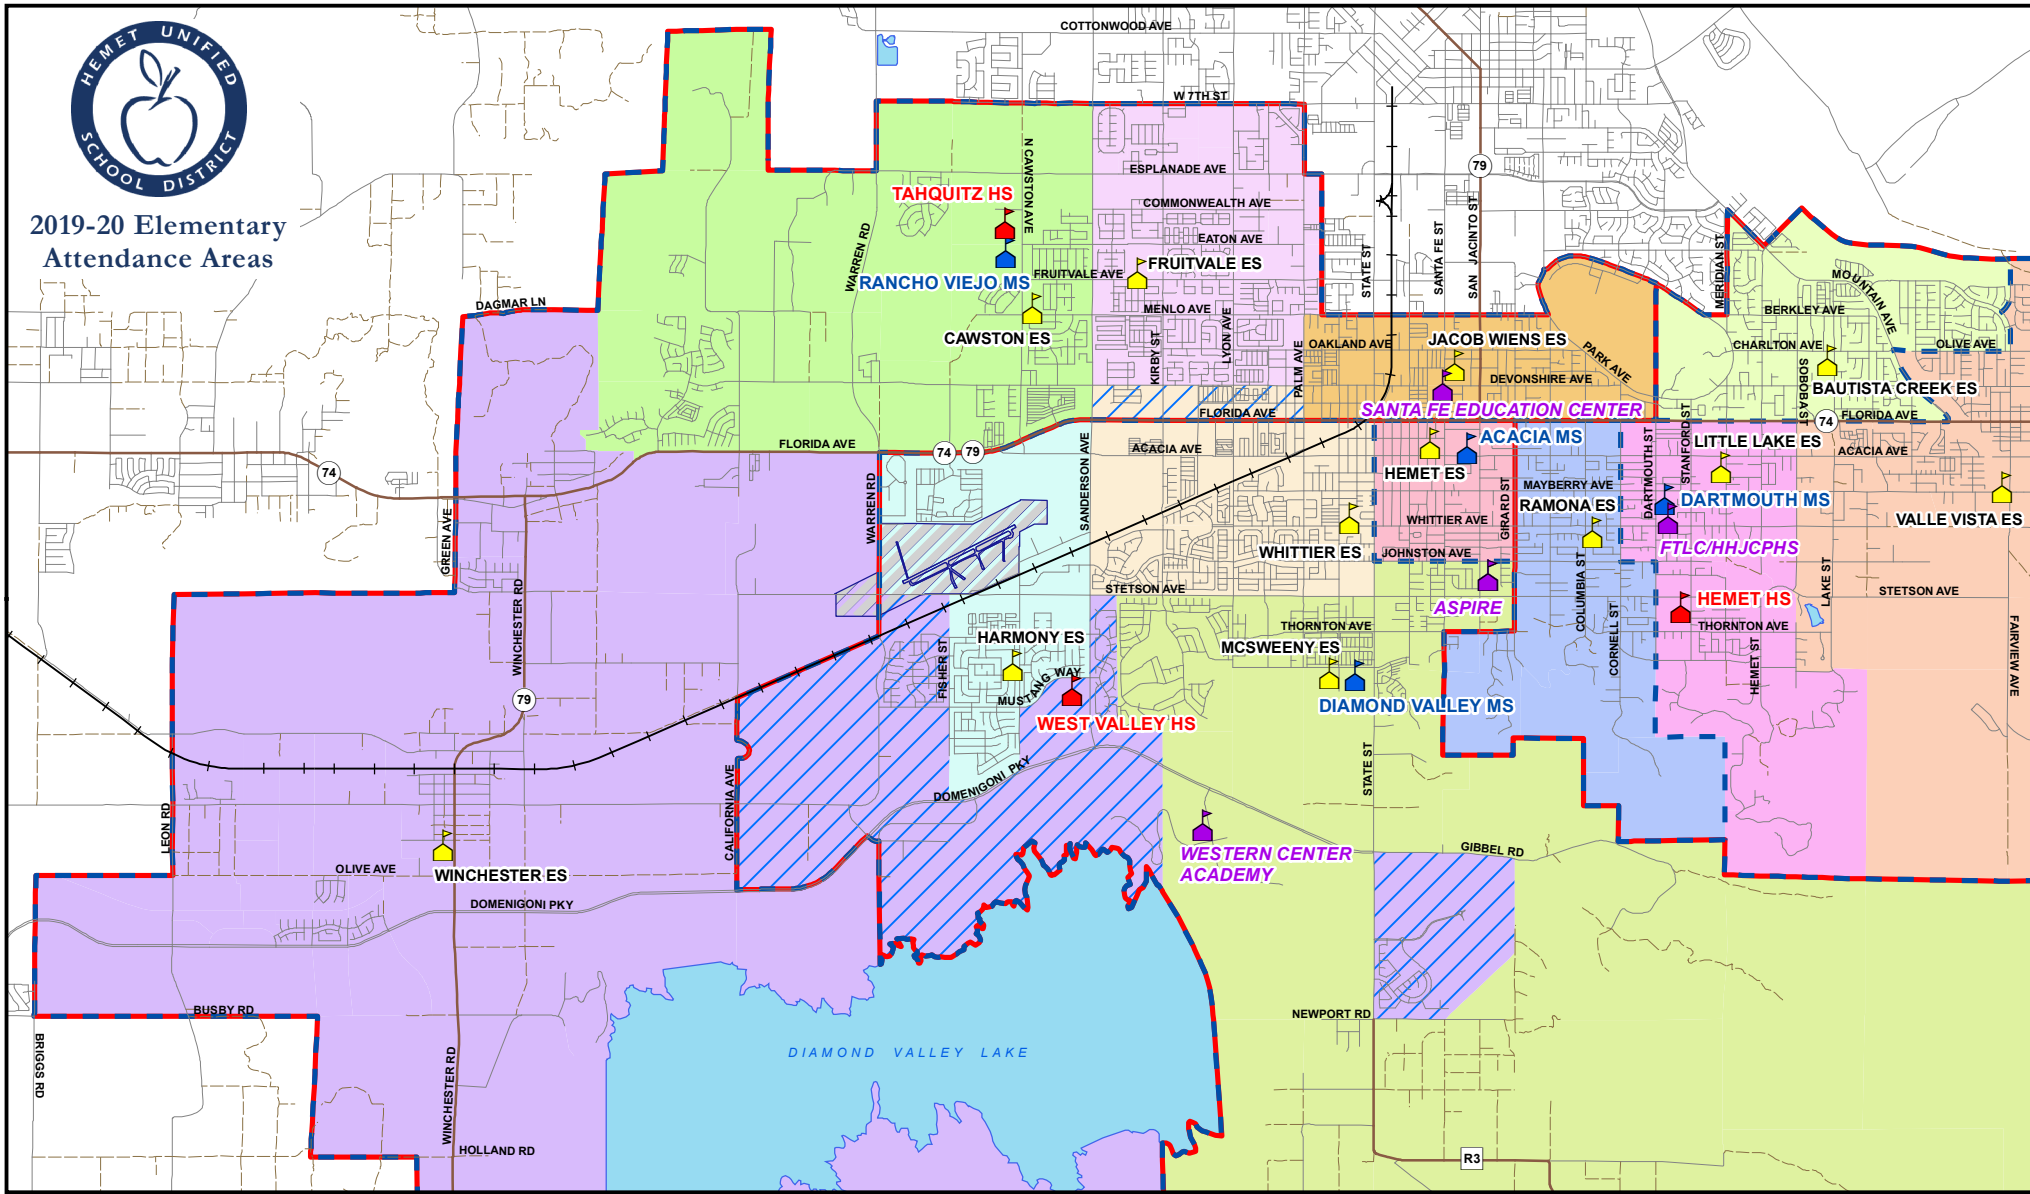 HEMET UNIFIED
SCHOOL DISTRICT
2019-20 Elementary
Attendance Areas
COTTONWOOD AVE
W 7TH ST
N CAWSTON AVE
ESPLANADE AVE
79
TAHQUITZ HS
COMMONWEALTH AVE
WARREN RD
EATON AVE
STATE ST
SANTA FE ST
SAN JACINTO ST
MERIDIAN ST
FRUITVALE ES
FRUITVALE AVE
RANCHO VIEJO MS
MOUNTAIN AVE
DAGMAR LN
MENLO AVE
BERKLEY AVE
CAWSTON ES
KIRBY ST
LYON AVE
PALM AVE
OAKLAND AVE
JACOB WIENS ES
PARK AVE
CHARLTON AVE
OLIVE AVE
DEVONSHIRE AVE
SOBOBA ST
BAUTISTA CREEK ES
FLORIDA AVE
SANTA FE EDUCATION CENTER
FLORIDA AVE
74
FLORIDA AVE
74
79
SANDERSON AVE
ACACIA AVE
ACACIA MS
DARTMOUTH ST
STANFORD ST
LITTLE LAKE ES
ACACIA AVE
74
WARREN RD
HEMET ES
GIRARD ST
MAYBERRY AVE
RAMONA ES
DARTMOUTH MS
VALLE VISTA ES
GREEN AVE
WHITTIER AVE
WHITTIER ES
JOHNSTON AVE
FTLC/HHJCPHS
COLUMBIA ST
LAKE ST
WINCHESTER RD
STETSON AVE
ASPIRE
HEMET HS
STETSON AVE
THORNTON AVE
THORNTON AVE
CORNELL ST
HEMET ST
FAIRVIEW AVE
HARMONY ES
FISHER ST
MCSWEENY ES
MUSTANG WAY
79
WEST VALLEY HS
DIAMOND VALLEY MS
STATE ST
DOMENIGONI PKY
CALIFORNIA AVE
LEON RD
WESTERN CENTER
ACADEMY
GIBBEL RD
OLIVE AVE
WINCHESTER ES
DOMENIGONI PKY
BUSBY RD
NEWPORT RD
BRIGGS RD
WINCHESTER RD
DIAMOND VALLEY LAKE
HOLLAND RD
R3